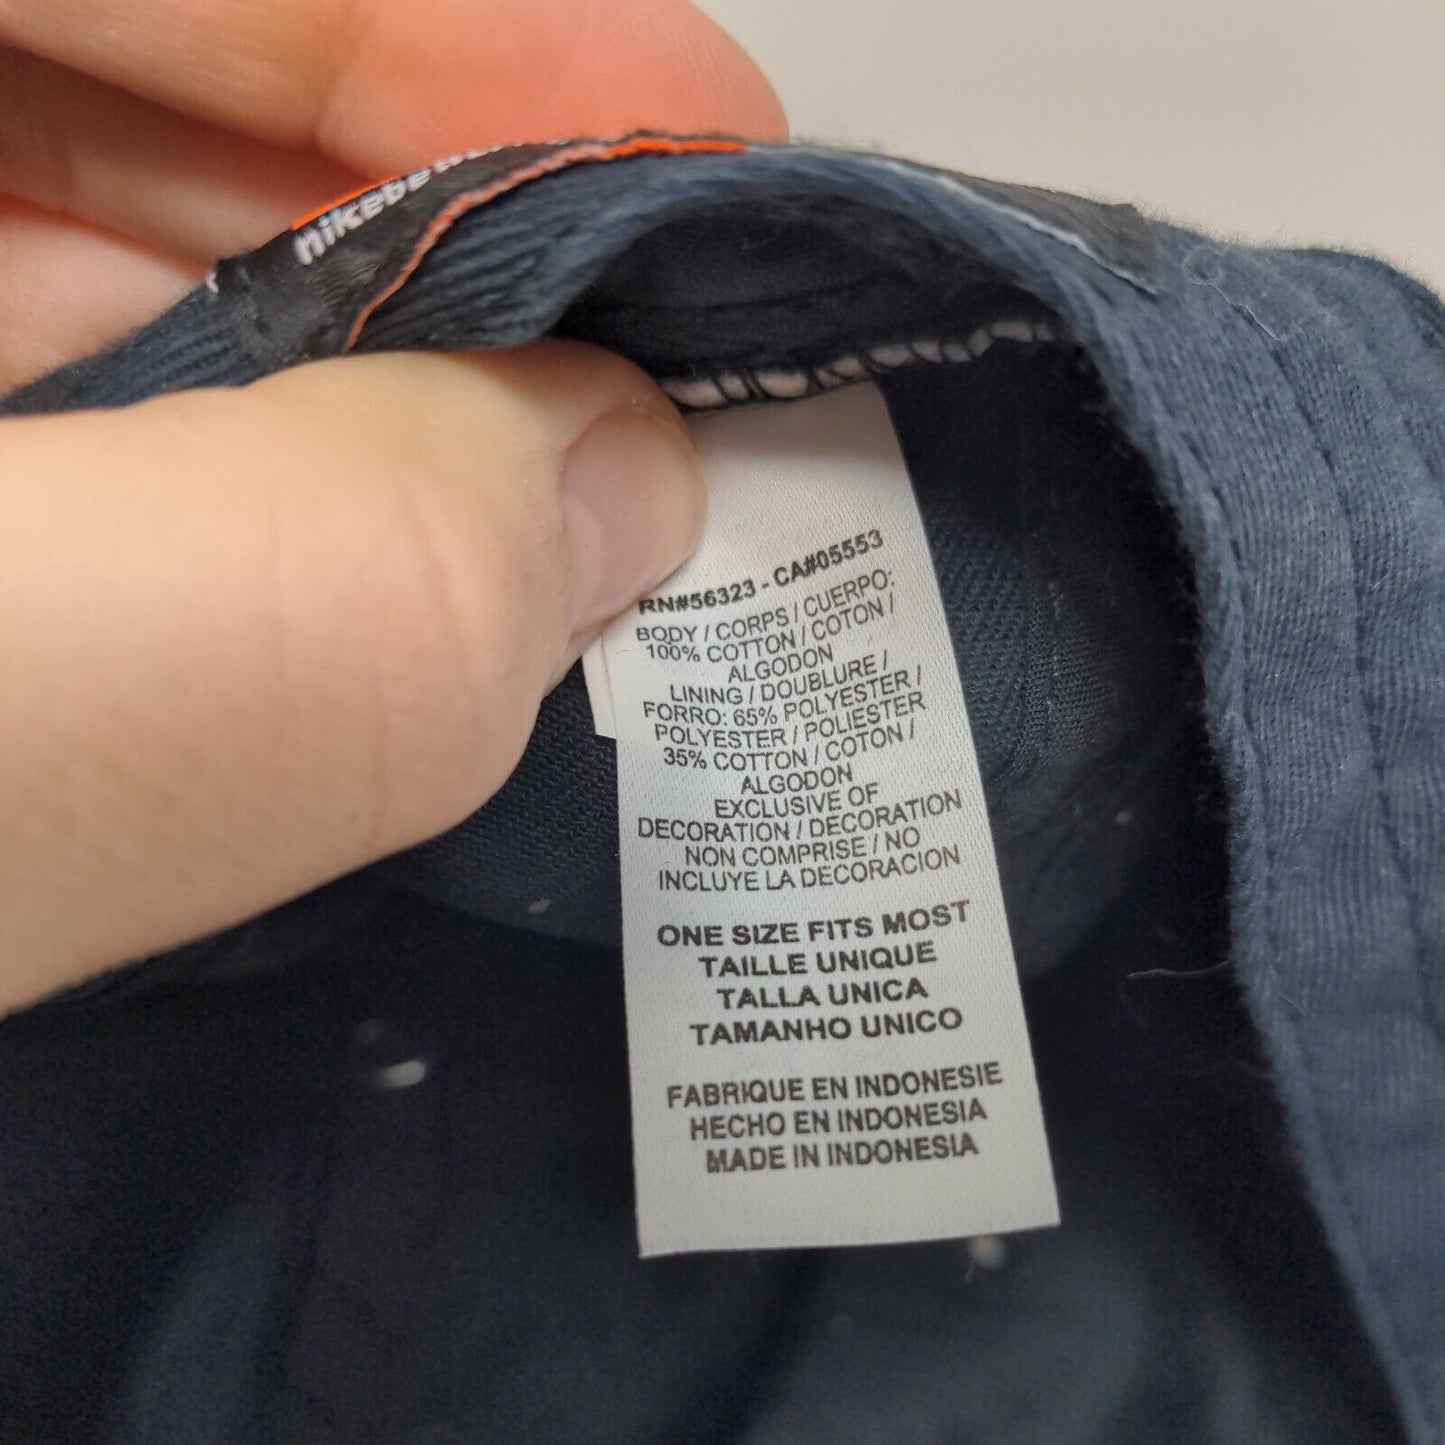 RN#56323 - CA#05553
BODY / CORPS / CUERPO:
100% COTTON / COTON /
ALGODON
LINING / DOUBLURE /
FORRO: 65% POLYESTER /
POLYESTER / POLIESTER
35% COTTON / COTON /
ALGODON
EXCLUSIVE OF
DECORATION / DECORATION
NON COMPRISE / NO
INCLUYE LA DECORACION
ONE SIZE FITS MOST
TAILLE UNIQUE
TALLA UNICA
TAMANHO UNICO
FABRIQUE EN INDONESIE
HECHO EN INDONESIA
MADE IN INDONESIA